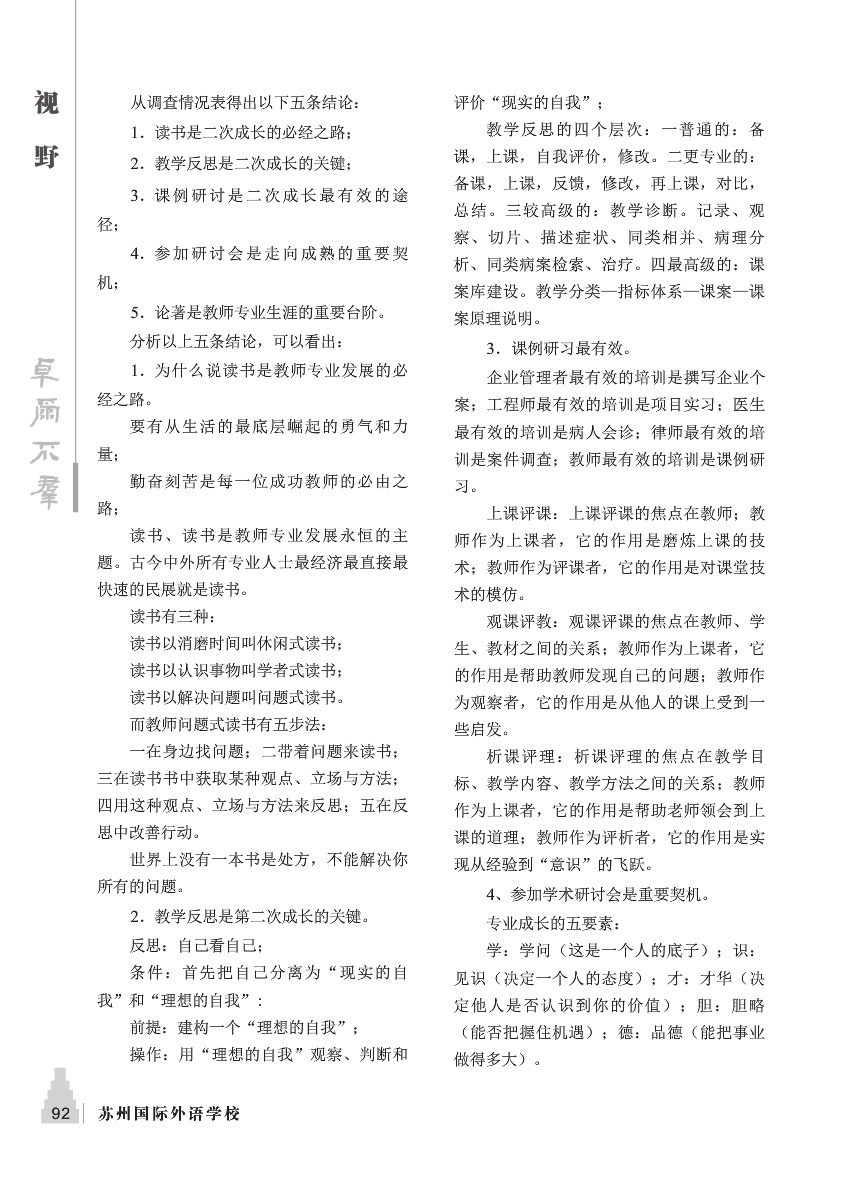 视
野
卓
尔
不
群
从调查情况表得出以下五条结论：
1．读书是二次成长的必经之路；
2．教学反思是二次成长的关键；
3．课例研讨是二次成长最有效的途
径；
4．参加研讨会是走向成熟的重要契
机；
5．论著是教师专业生涯的重要台阶。
分析以上五条结论，可以看出：
1．为什么说读书是教师专业发展的必
经之路。
要有从生活的最底层崛起的勇气和力
量；
勤奋刻苦是每一位成功教师的必由之
路；
读书、读书是教师专业发展永恒的主
题。古今中外所有专业人士最经济最直接最
快速的民展就是读书。
读书有三种：
读书以消磨时间叫休闲式读书；
读书以认识事物叫学者式读书；
读书以解决问题叫问题式读书。
而教师问题式读书有五步法：
一在身边找问题；二带着问题来读书；
三在读书书中获取某种观点、立场与方法；
四用这种观点、立场与方法来反思；五在反
思中改善行动。
世界上没有一本书是处方，不能解决你
所有的问题。
2．教学反思是第二次成长的关键。
反思：自己看自己；
条件：首先把自己分离为“现实的自
我”和“理想的自我”：
前提：建构一个“理想的自我”；
操作：用“理想的自我”观察、判断和
评价“现实的自我”；
教学反思的四个层次：一普通的：备
课，上课，自我评价，修改。二更专业的：
备课，上课，反馈，修改，再上课，对比，
总结。三较高级的：教学诊断。记录、观
察、切片、描述症状、同类相并、病理分
析、同类病案检索、治疗。四最高级的：课
案库建设。教学分类—指标体系—课案—课
案原理说明。
3．课例研习最有效。
企业管理者最有效的培训是撰写企业个
案；工程师最有效的培训是项目实习；医生
最有效的培训是病人会诊；律师最有效的培
训是案件调查；教师最有效的培训是课例研
习。
上课评课：上课评课的焦点在教师；教
师作为上课者，它的作用是磨炼上课的技
术；教师作为评课者，它的作用是对课堂技
术的模仿。
观课评教：观课评课的焦点在教师、学
生、教材之间的关系；教师作为上课者，它
的作用是帮助教师发现自己的问题；教师作
为观察者，它的作用是从他人的课上受到一
些启发。
析课评理：析课评理的焦点在教学目
标、教学内容、教学方法之间的关系；教师
作为上课者，它的作用是帮助老师领会到上
课的道理；教师作为评析者，它的作用是实
现从经验到“意识”的飞跃。
4、参加学术研讨会是重要契机。
专业成长的五要素：
学：学问（这是一个人的底子）；识：
见识（决定一个人的态度）；才：才华（决
定他人是否认识到你的价值）；胆：胆略
（能否把握住机遇）；德：品德（能把事业
做得多大）。
92
苏州国际外语学校